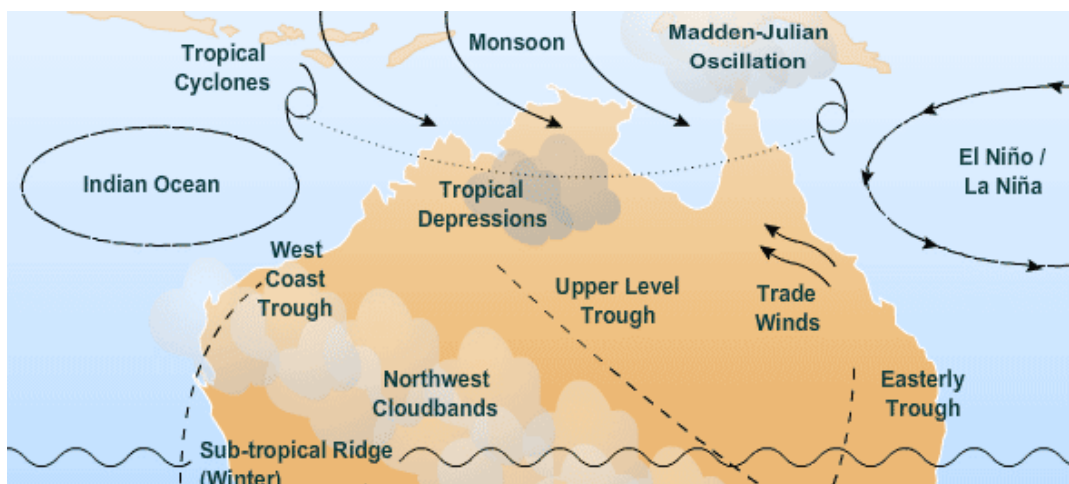 Tropical
Cyclones
Monsoon
Madden-Julian
Oscillation
Indian Ocean
El Niño /
La Niña
Tropical
Depressions
West
Coast
Trough
Upper Level
Trough
Trade
Winds
Northwest
Cloudbands
Easterly
Trough
Sub-tropical Ridge
(Winter)